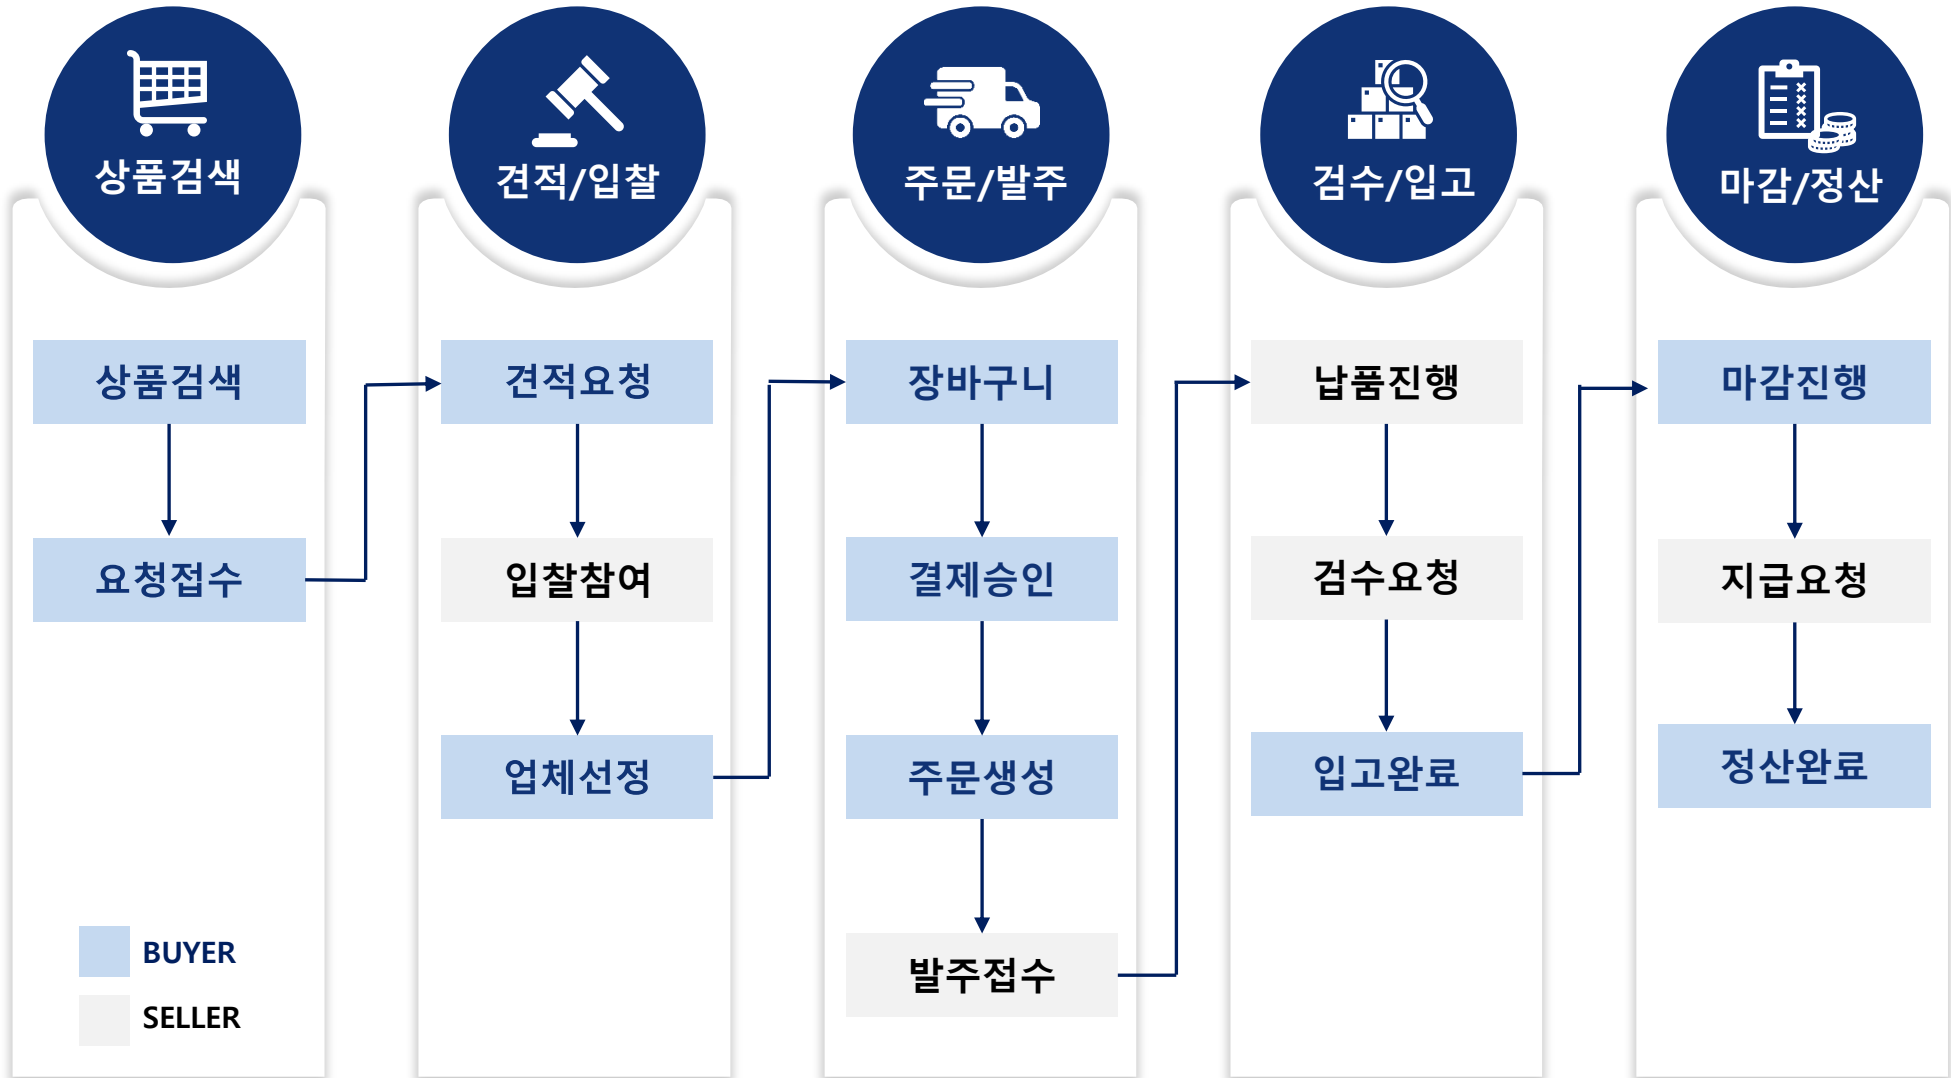 상품검색
견적/입찰
주문/발주
검수/입고
마감/정산
상품검색
요청접수
견적요청
입찰참여
업체선정
장바구니
결제승인
주문생성
발주접수
납품진행
검수요청
입고완료
마감진행
지급요청
정산완료
BUYER
SELLER